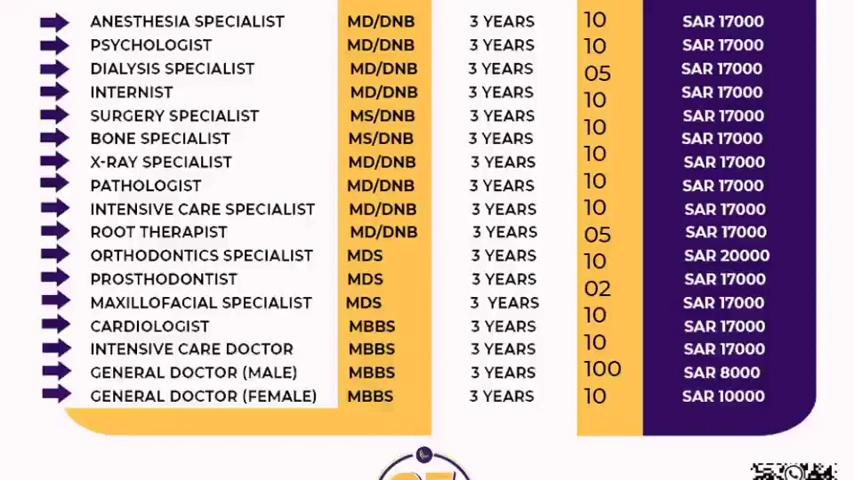 ANESTHESIA SPECIALIST MD/DNB 3 YEARS 10 SAR 17000
PSYCHOLOGIST MD/DNB 3 YEARS 10 SAR 17000
DIALYSIS SPECIALIST MD/DNB 3 YEARS 05 SAR 17000
INTERNIST MD/DNB 3 YEARS 10 SAR 17000
SURGERY SPECIALIST MS/DNB 3 YEARS 10 SAR 17000
BONE SPECIALIST MS/DNB 3 YEARS SAR 17000
X-RAY SPECIALIST MD/DNB 3 YEARS 10 SAR 17000
PATHOLOGIST MD/DNB 3 YEARS 10 SAR 17000
INTENSIVE CARE SPECIALIST MD/DNB 3 YEARS 10 SAR 17000
ROOT THERAPIST MD/DNB 3 YEARS 05 SAR 17000
ORTHODONTICS SPECIALIST MDS 3 YEARS 10 SAR 20000
PROSTHODONTIST MDS 3 YEARS 02 SAR 17000
MAXILLOFACIAL SPECIALIST MDS 3 YEARS SAR 17000
CARDIOLOGIST MBBS 3 YEARS 10 SAR 17000
INTENSIVE CARE DOCTOR MBBS 3 YEARS 10 SAR 17000
GENERAL DOCTOR (MALE) MBBS 3 YEARS 100 SAR 8000
GENERAL DOCTOR (FEMALE) MBBS 3 YEARS 10 SAR 10000